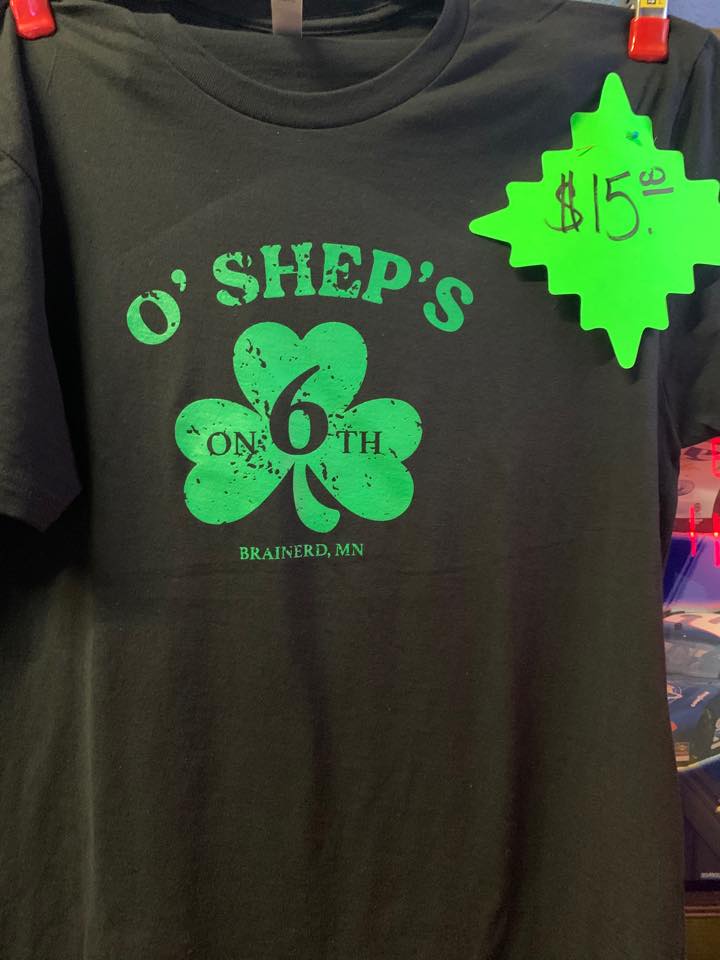 O' SHEP'S
ON 6 TH
BRAINERD, MN
$15.00